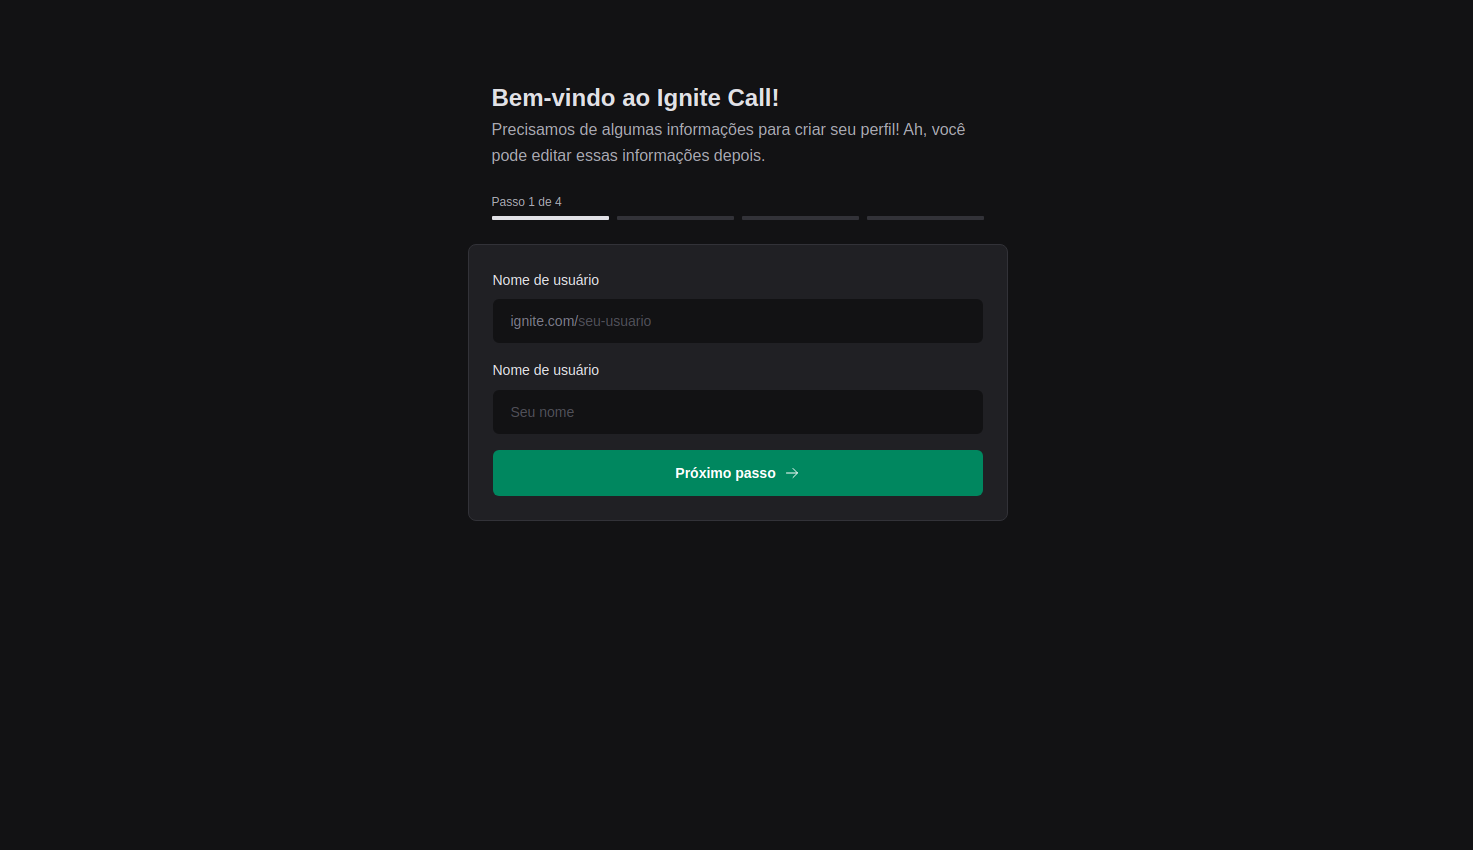 Bem-vindo ao Ignite Call!
Precisamos de algumas informações para criar seu perfil! Ah, você
pode editar essas informações depois.
Passo 1 de 4
Nome de usuário
ignite.com/seu-usuario
Nome de usuário
Seu nome
Próximo passo